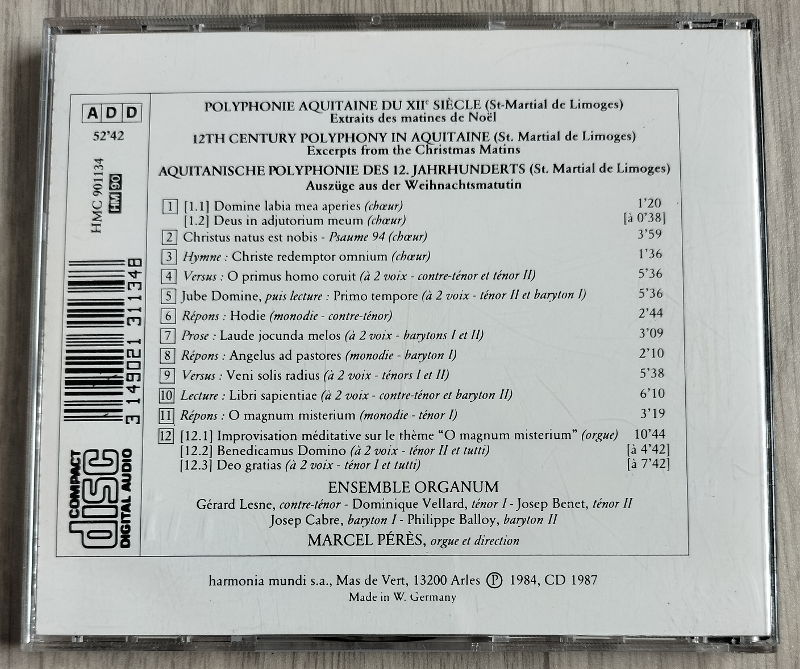 POLYPHONIE AQUITAINE DU XIIe SIÈCLE (St-Martial de Limoges)
Extraits des matines de Noël
12TH CENTURY POLYPHONY IN AQUITAINE (St. Martial de Limoges)
Excerpts from the Christmas Matins
AQUITANISCHE POLYPHONIE DES 12. JAHRHUNDERTS (St. Martial de Limoges)
Auszüge aus der Weihnachtsmatutin
ADD
52'42
HMC 901134
HM 90
1 [1.1] Domine labia mea aperies (chœur) 1'20
[1.2] Deus in adjutorium meum (chœur) [à 0'38]
2 Christus natus est nobis - Psaume 94 (chœur) 3'59
3 Hymne : Christe redemptor omnium (chœur) 1'36
4 Versus : O primus homo coruit (à 2 voix - contre-ténor et ténor II) 5'36
5 Jube Domine, puis lecture : Primo tempore (à 2 voix - ténor II et baryton I) 5'36
6 Répons : Hodie (monodie - contre-ténor) 2'44
7 Prose : Laude jocunda melos (à 2 voix - barytons I et II) 3'09
8 Répons : Angelus ad pastores (monodie - baryton I) 2'10
9 Versus : Veni solis radius (à 2 voix - ténors I et II) 5'38
10 Lecture : Libri sapientiae (à 2 voix - contre-ténor et baryton II) 6'10
11 Répons : O magnum misterium (monodie - ténor I) 3'19
12 [12.1] Improvisation méditative sur le thème "O magnum misterium" (orgue) 10'44
[12.2] Benedicamus Domino (à 2 voix - ténor II et tutti) [à 4'42]
[12.3] Deo gratias (à 2 voix - ténor I et tutti) [à 7'42]
3 149021 311348
COMPACT
disc
DIGITAL AUDIO
ENSEMBLE ORGANUM
Gérard Lesne, contre-ténor - Dominique Vellard, ténor I - Josep Benet, ténor II
Josep Cabre, baryton I - Philippe Balloy, baryton II
MARCEL PÉRÈS, orgue et direction
harmonia mundi s.a., Mas de Vert, 13200 Arles Ⓟ 1984, CD 1987
Made in W. Germany